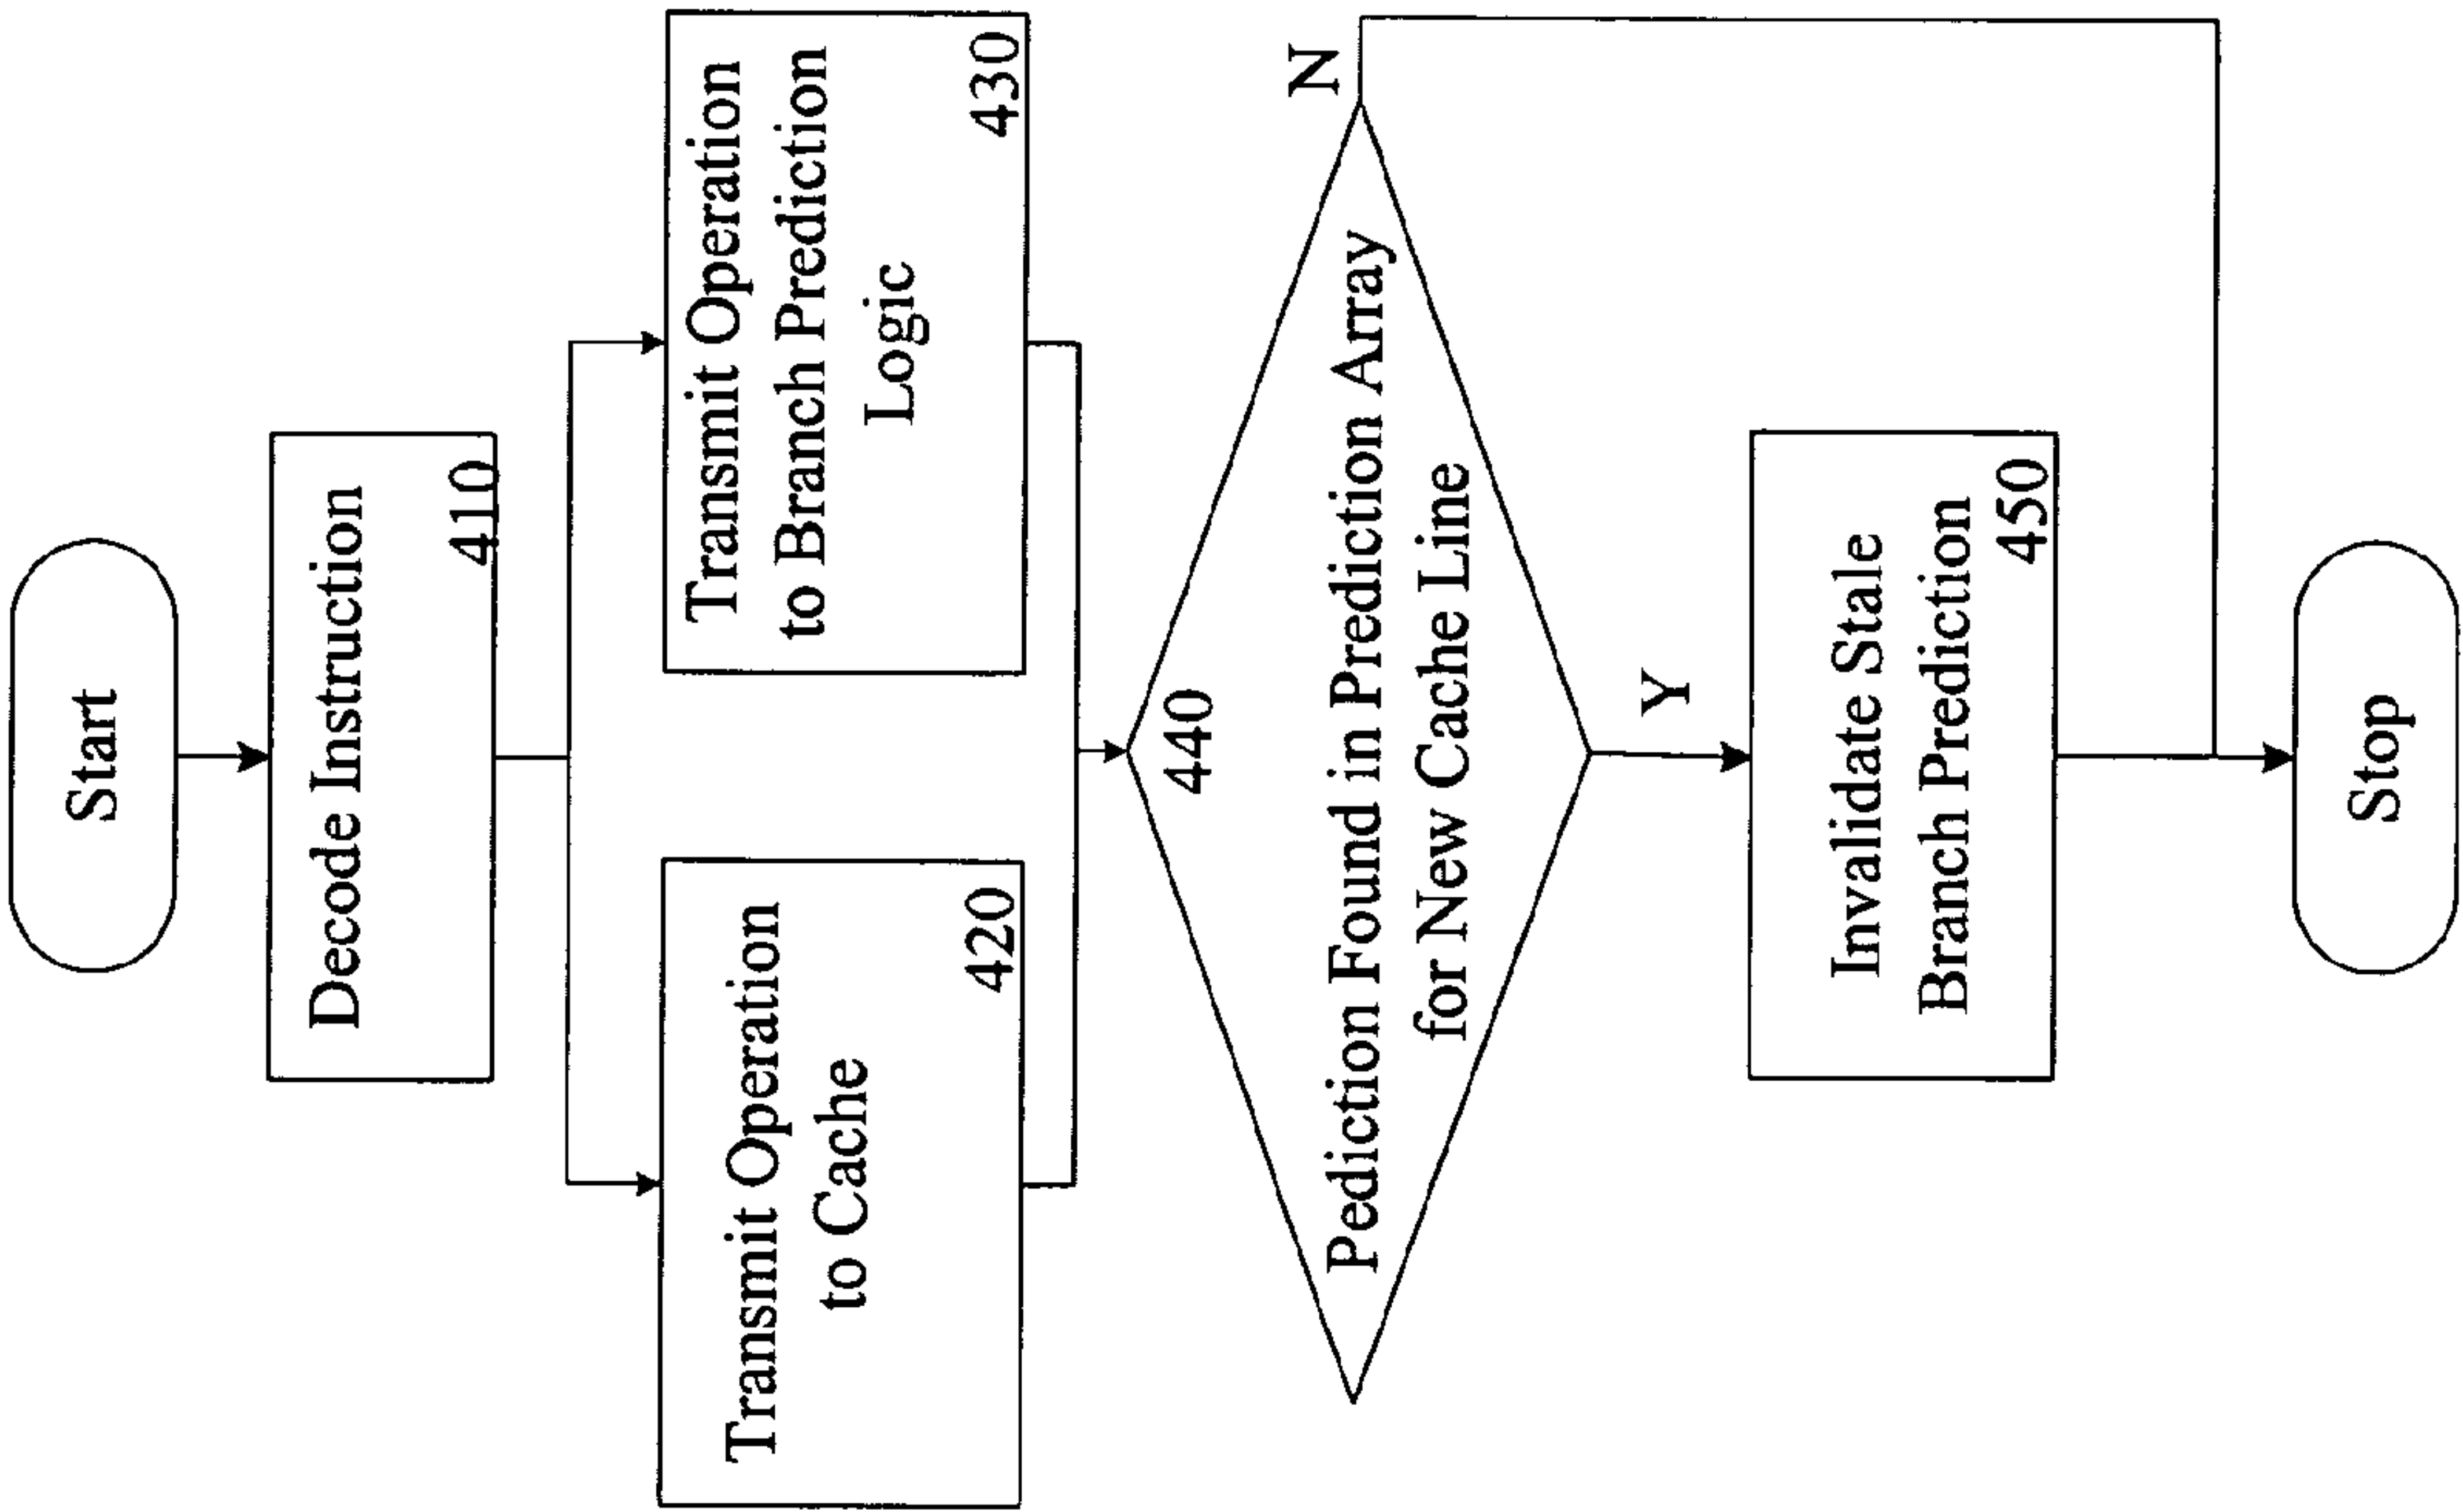 Start
Decode Instruction
410
Transmit Operation
to Cache
420
Transmit Operation
to Branch Prediction
Logic
430
440
Pediction Found in Prediction Array
for New Cache Line
N
Y
Invalidate Stale
Branch Prediction
450
Stop